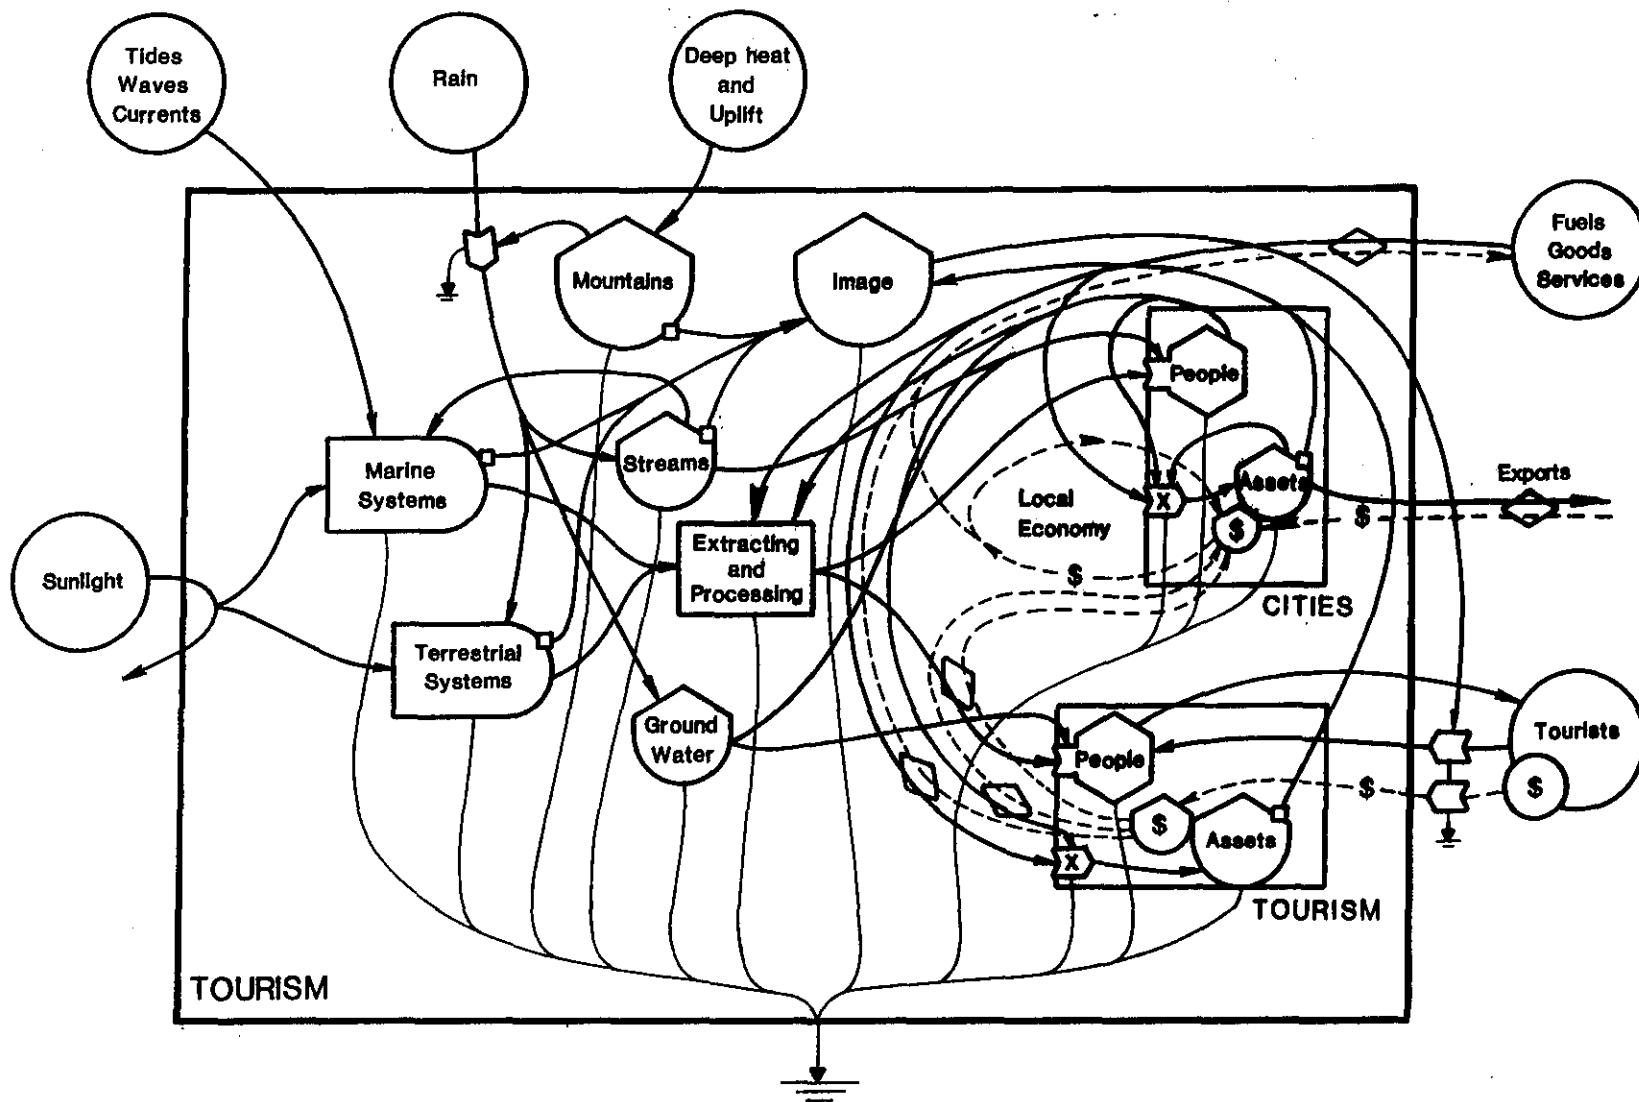 Tides
Waves
Currents
Rain
Deep heat
and
Uplift
Fuels
Goods
Services
Mountains
Image
People
Streams
Marine
Systems
Assets
Exports
Local
Economy
X
$
$
$
Extracting
and
Processing
Sunlight
CITIES
Terrestrial
Systems
Ground
Water
People
Tourists
$
$
$
Assets
X
TOURISM
TOURISM